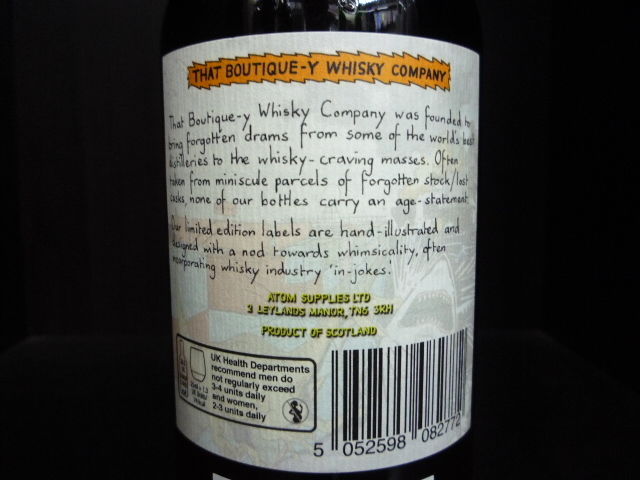 THAT BOUTIQUE-Y WHISKY COMPANY
That Boutique-y Whisky Company was founded to
bring forgotten drams from some of the world's best
distilleries to the whisky-craving masses. Often
taken from miniscule parcels of forgotten stock/lost
casks, none of our bottles carry an age-statement.
Our limited edition labels are hand-illustrated and
designed with a nod towards whimsicality, often
incorporating whisky industry 'in-jokes'.
ATOM SUPPLIES LTD
2 LEYLANDS MANOR, TN6 3RH
PRODUCT OF SCOTLAND
UK Health Departments
recommend men do
not regularly exceed
3-4 units daily
and women,
2-3 units daily
5 052598 082772